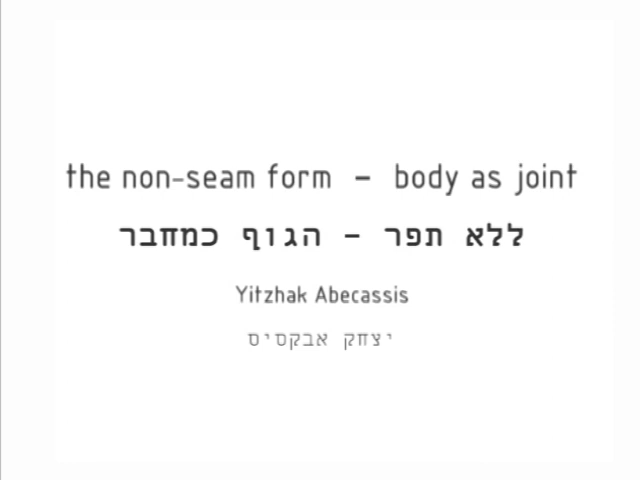 the non-seam form - body as joint
ללא תפר - הגוף כמחבר
Yitzhak Abecassis
יצחק אבקסיס